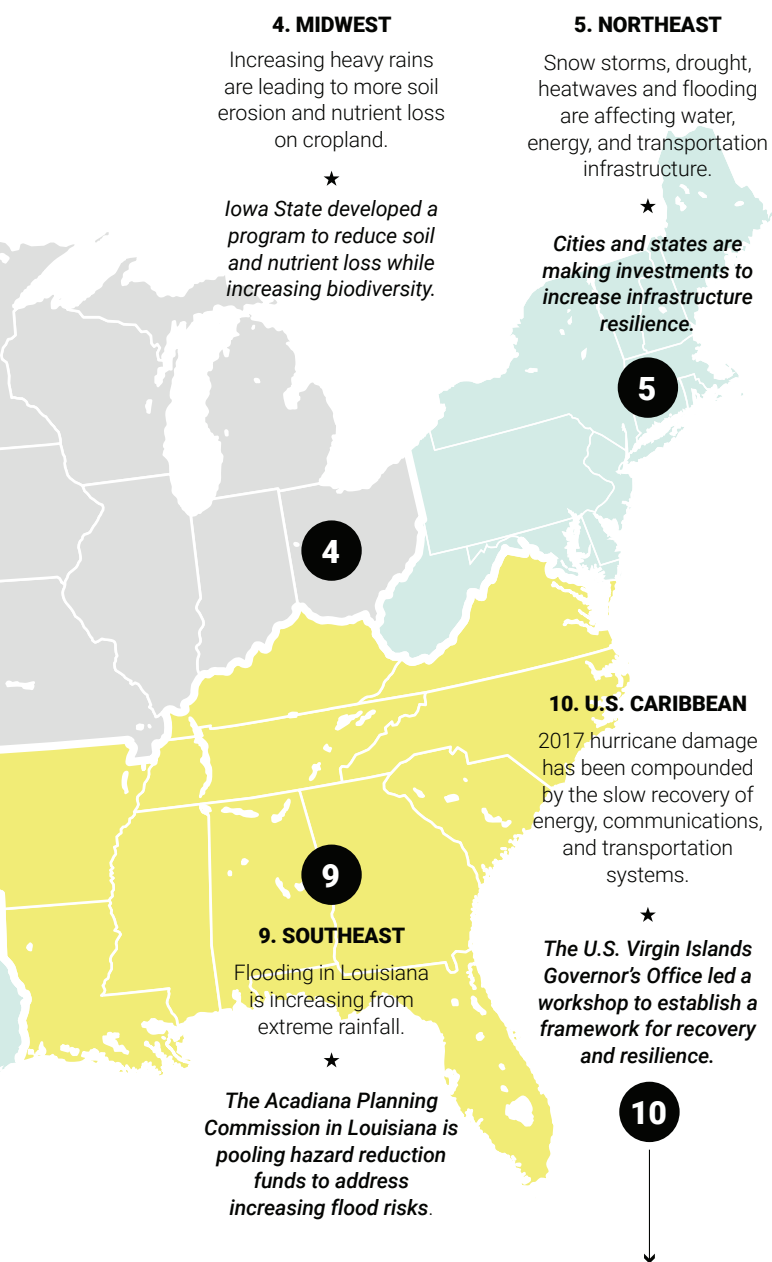 4. MIDWEST
Increasing heavy rains
are leading to more soil
erosion and nutrient loss
on cropland.
★
Iowa State developed a
program to reduce soil
and nutrient loss while
increasing biodiversity.
5. NORTHEAST
Snow storms, drought,
heatwaves and flooding
are affecting water,
energy, and transportation
infrastructure.
★
Cities and states are
making investments to
increase infrastructure
resilience.
5
4
10. U.S. CARIBBEAN
2017 hurricane damage
has been compounded
by the slow recovery of
energy, communications,
and transportation
systems.
★
The U.S. Virgin Islands
Governor’s Office led a
workshop to establish a
framework for recovery
and resilience.
10
9
9. SOUTHEAST
Flooding in Louisiana
is increasing from
extreme rainfall.
★
The Acadiana Planning
Commission in Louisiana is
pooling hazard reduction
funds to address
increasing flood risks.